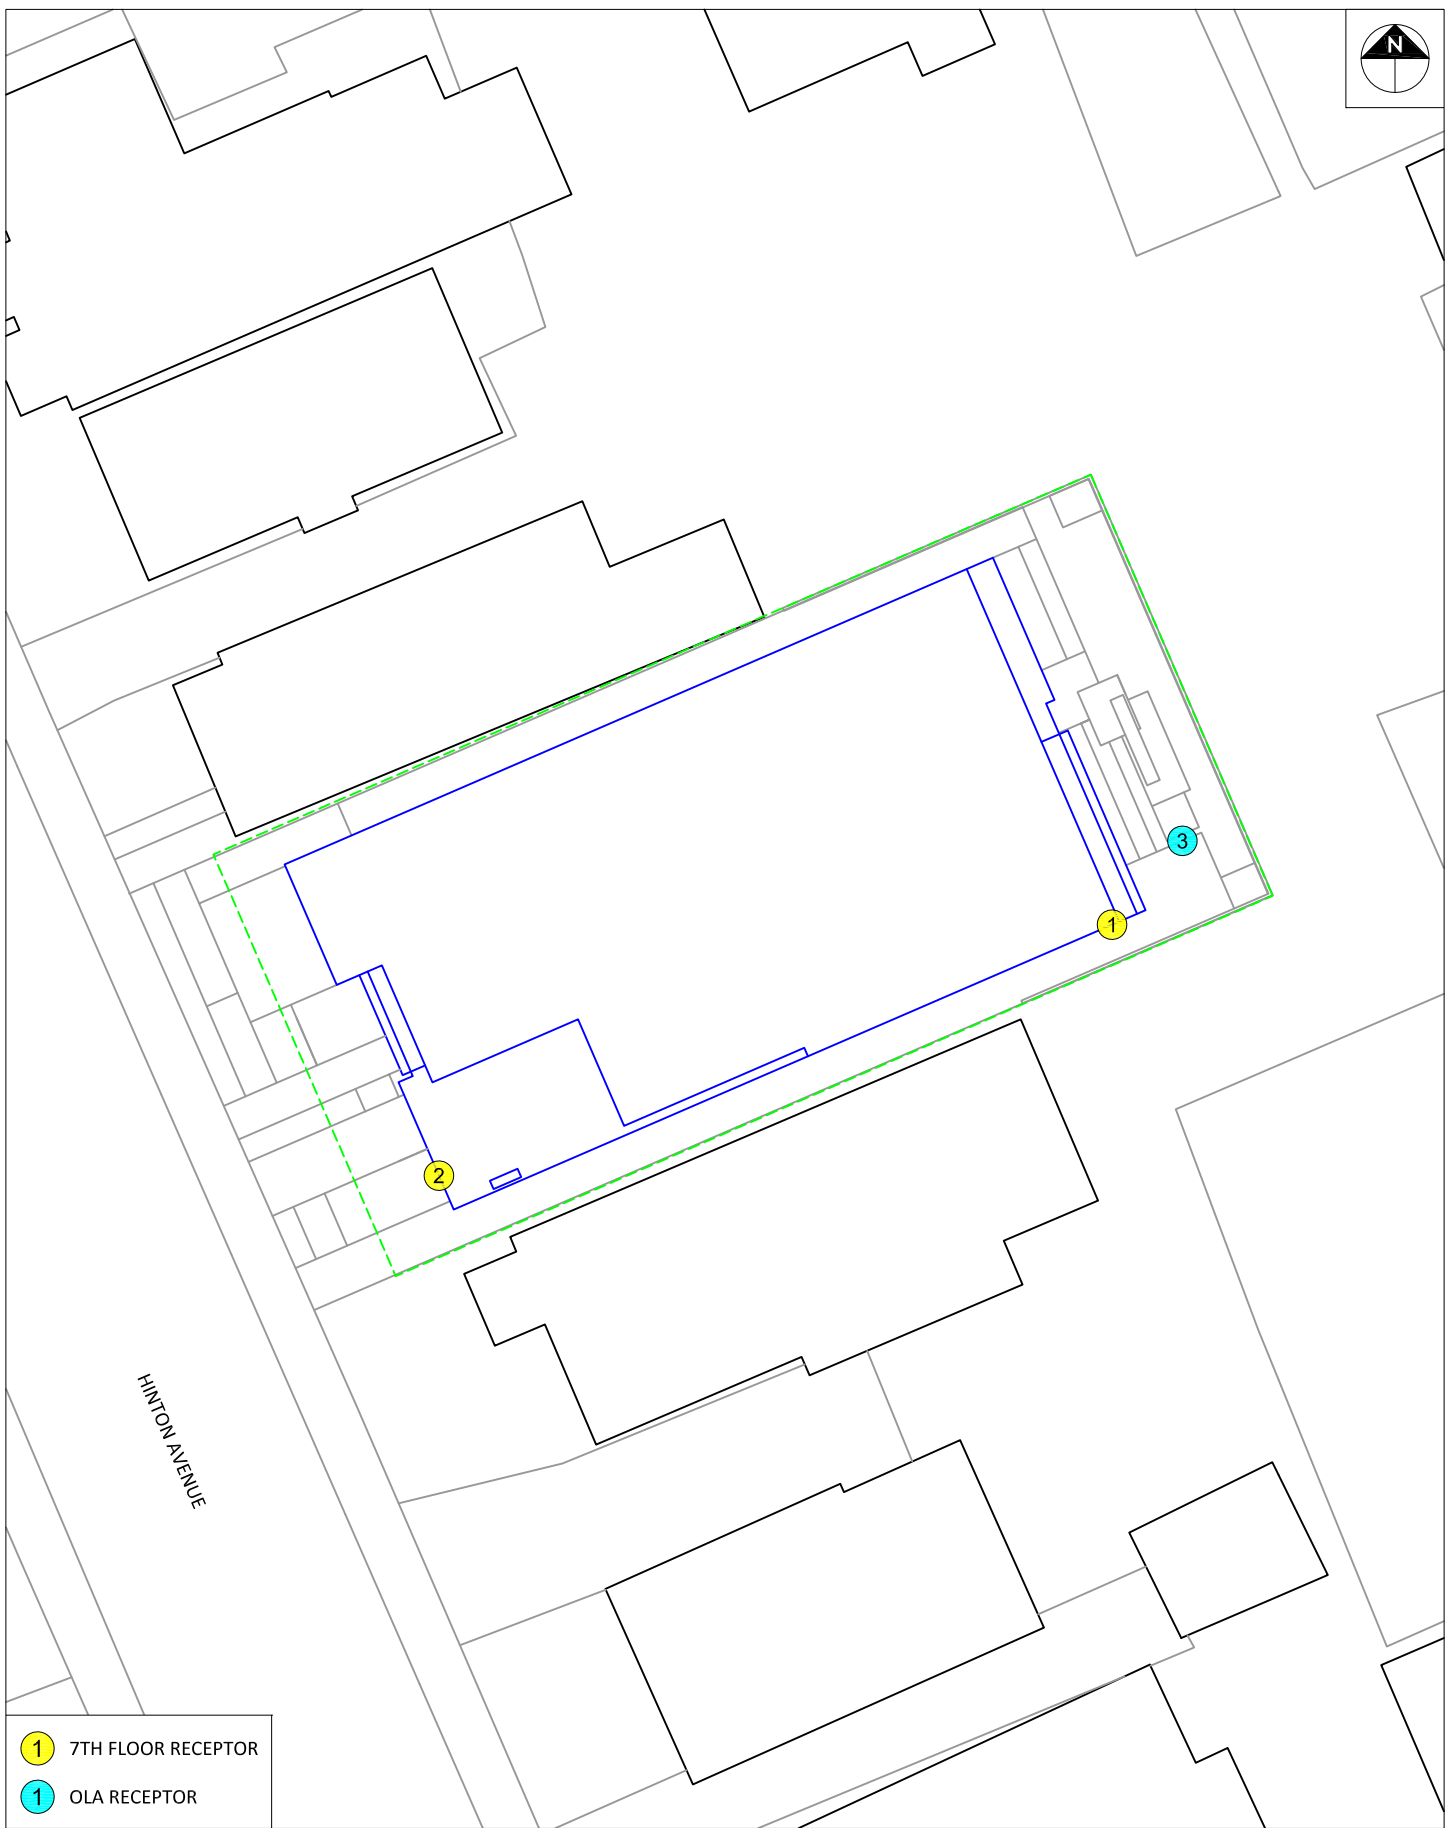 N
3
1
2
HINTON AVENUE
1 7TH FLOOR RECEPTOR
1 OLA RECEPTOR